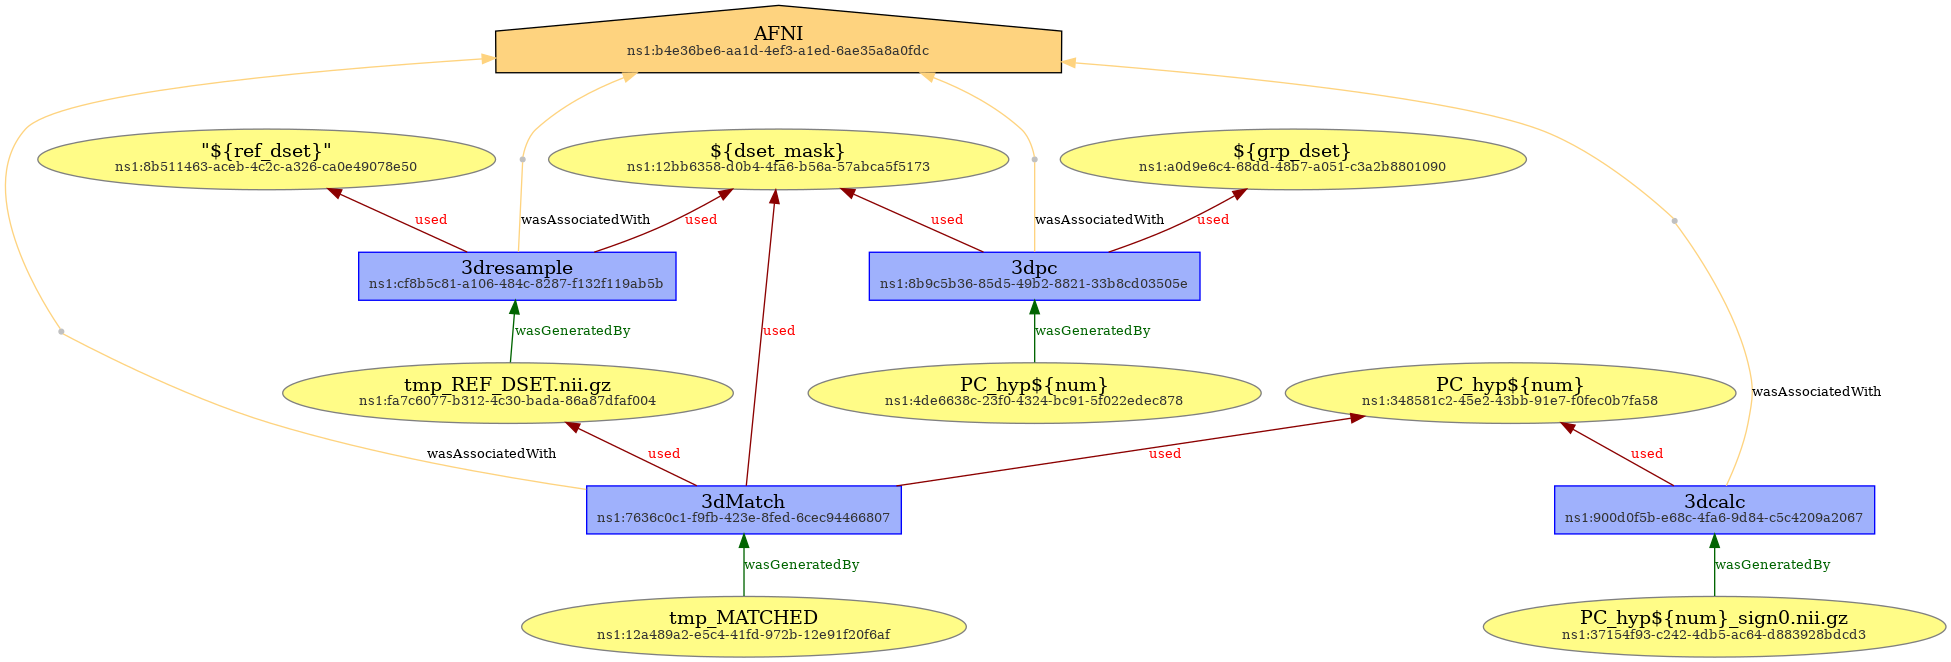 AFNI
ns1:b4e36be6-aa1d-4ef3-a1ed-6ae35a8a0fdc
"${ref_dset}"
ns1:8b511463-aceb-4c2c-a326-ca0e49078e50
${dset_mask}
ns1:12bb6358-d0b4-4fa6-b56a-57abca5f5173
${grp_dset}
ns1:a0d9e6c4-68dd-48b7-a051-c3a2b8801090
used
wasAssociatedWith
used
used
wasAssociatedWith
used
3dresample
ns1:cf8b5c81-a106-484c-8287-f132f119ab5b
3dpc
ns1:8b9c5b36-85d5-49b2-8821-33b8cd03505e
wasGeneratedBy
used
wasGeneratedBy
tmp_REF_DSET.nii.gz
ns1:fa7c6077-b312-4c30-bada-86a87dfaf004
PC_hyp${num}
ns1:4de6638c-23f0-4324-bc91-5f022edec878
PC_hyp${num}
ns1:348581c2-45e2-43bb-91e7-f0fec0b7fa58
wasAssociatedWith
wasAssociatedWith
used
used
used
3dMatch
ns1:7636c0c1-f9fb-423e-8fed-6cec94466807
3dcalc
ns1:900d0f5b-e68c-4fa6-9d84-c5c4209a2067
wasGeneratedBy
wasGeneratedBy
tmp_MATCHED
ns1:12a489a2-e5c4-41fd-972b-12e91f20f6af
PC_hyp${num}_sign0.nii.gz
ns1:37154f93-c242-4db5-ac64-d883928bdcd3